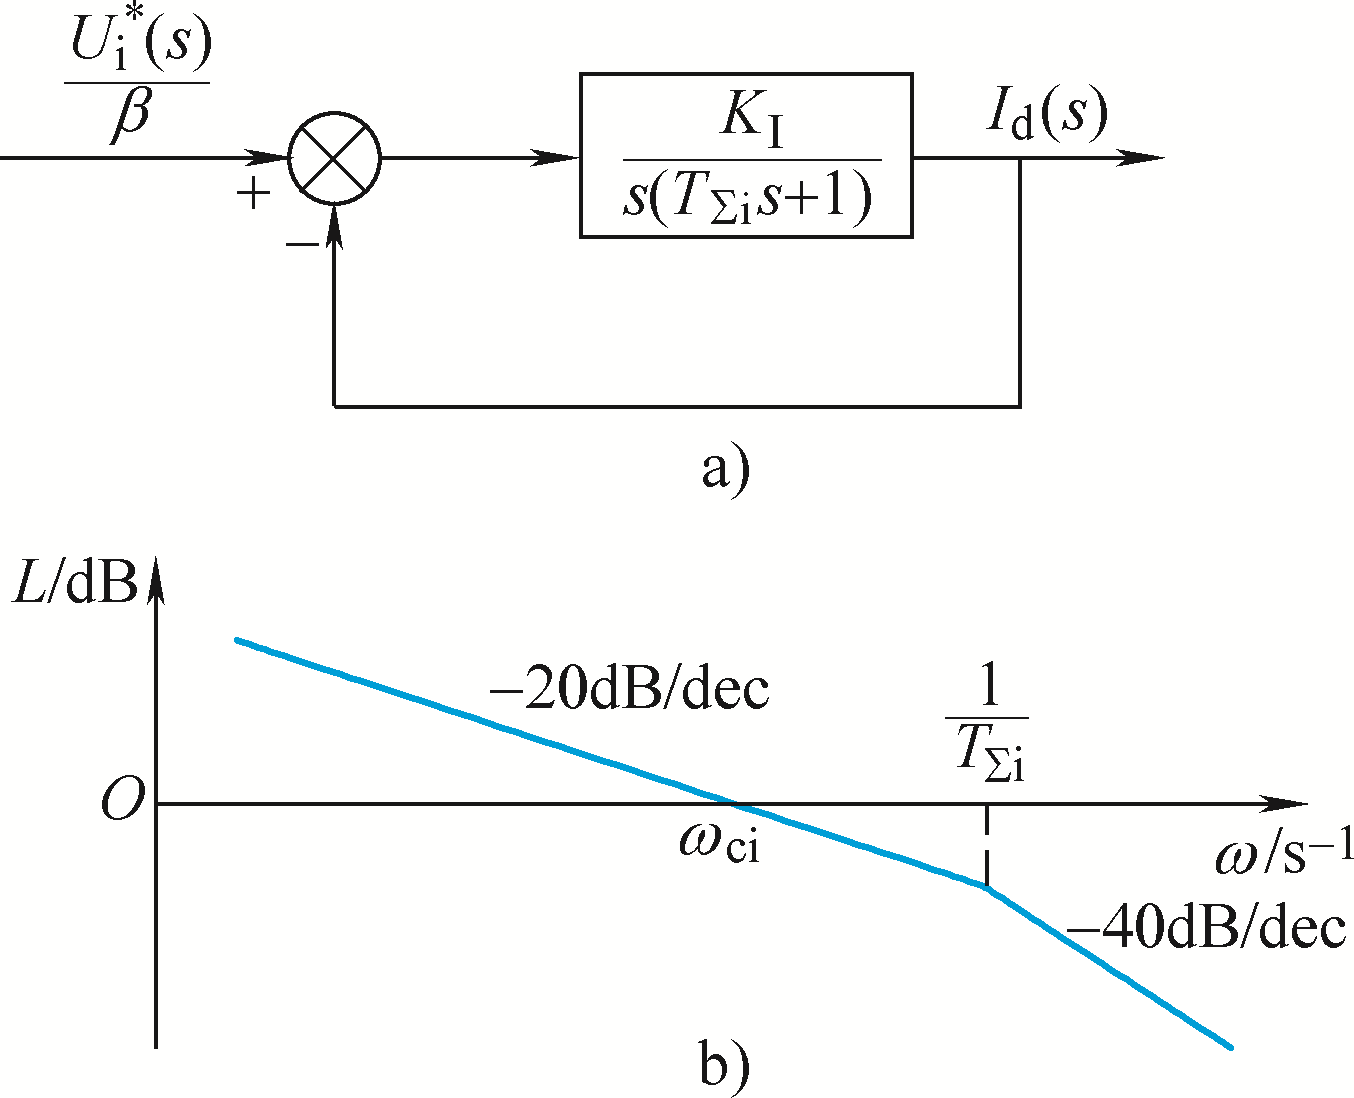 U_i^*(s)
β
+
−
K_I
s(T_Σi s+1)
I_d(s)
a)
L/dB
−20dB/dec
1
T_Σi
O
ω_ci
ω/s^−1
−40dB/dec
b)